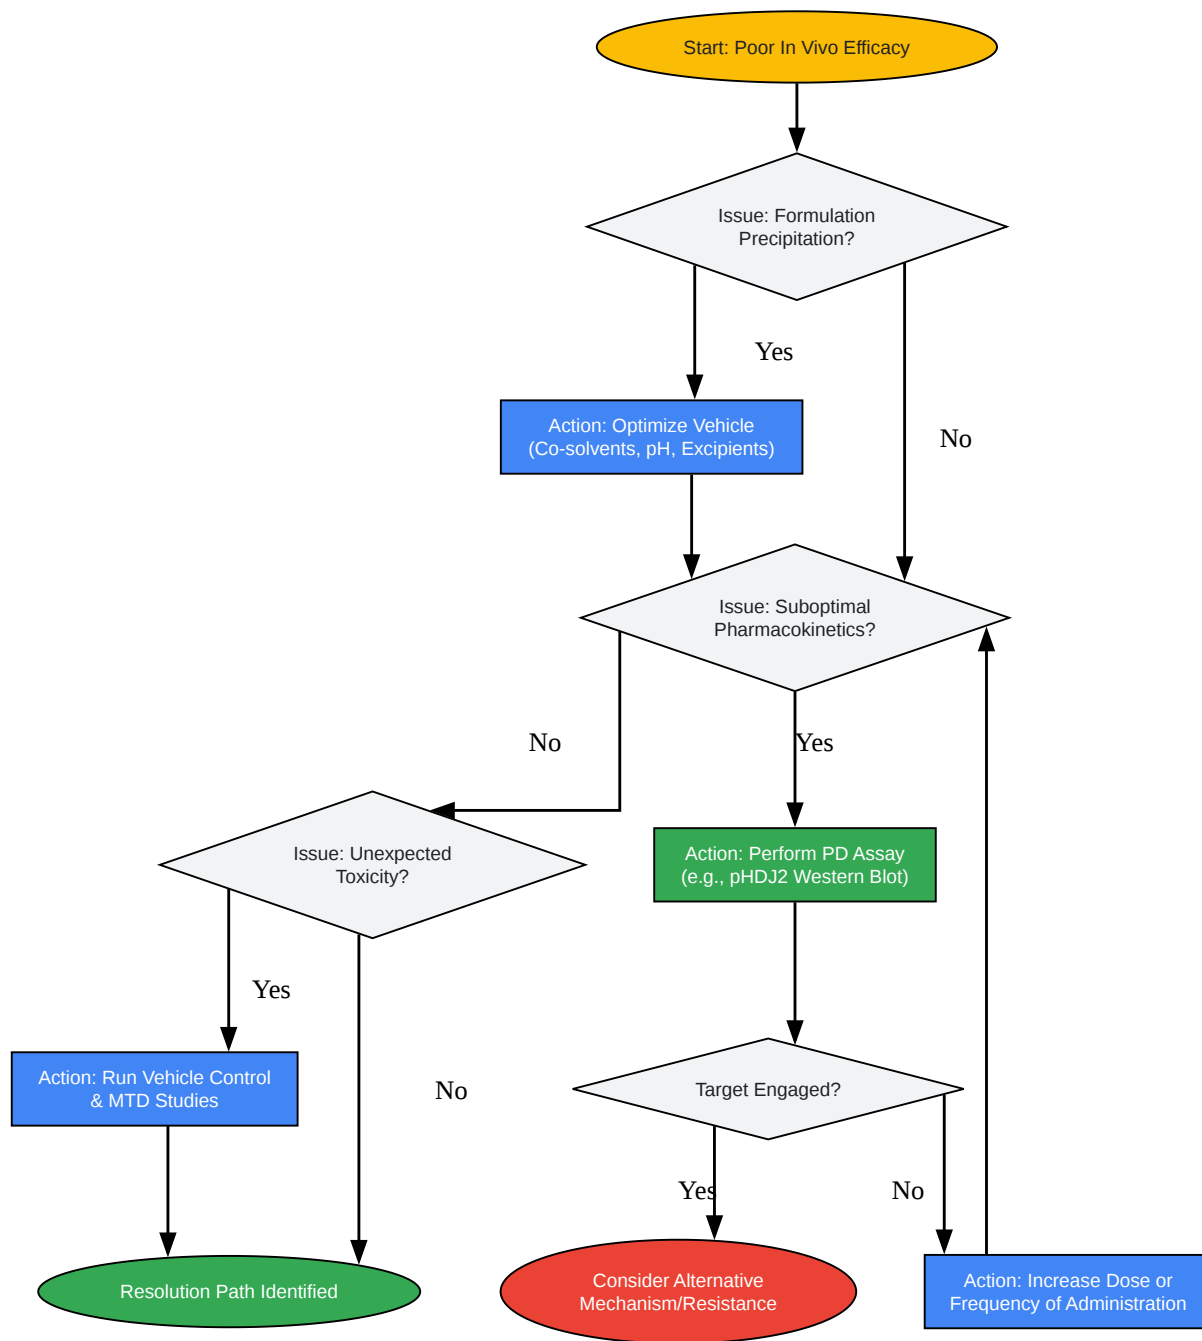 Start: Poor In Vivo Efficacy
Issue: Formulation
Precipitation?
Yes
Action: Optimize Vehicle
(Co-solvents, pH, Excipients)
No
Issue: Suboptimal
Pharmacokinetics?
No
Yes
Issue: Unexpected
Toxicity?
Action: Perform PD Assay
(e.g., pHDJ2 Western Blot)
Yes
Action: Run Vehicle Control
& MTD Studies
No
Target Engaged?
Yes
No
Resolution Path Identified
Consider Alternative
Mechanism/Resistance
Action: Increase Dose or
Frequency of Administration